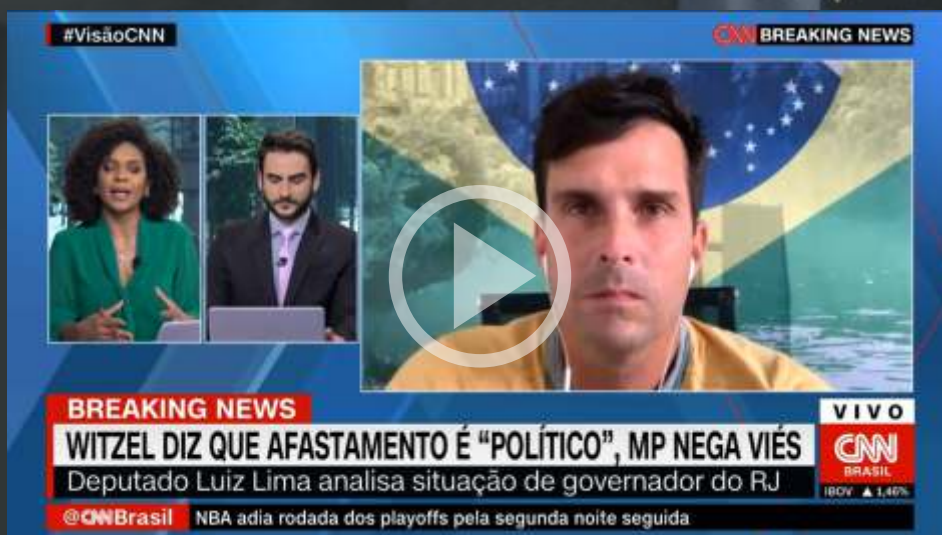 #VisãoCNN
CNN BREAKING NEWS
BREAKING NEWS
WITZEL DIZ QUE AFASTAMENTO É “POLÍTICO”, MP NEGA VIÉS
Deputado Luiz Lima analisa situação de governador do RJ
VIVO
CNN
BRASIL
IBOV ▲ 1,46%
@CNNBrasil NBA adia rodada dos playoffs pela segunda noite seguida